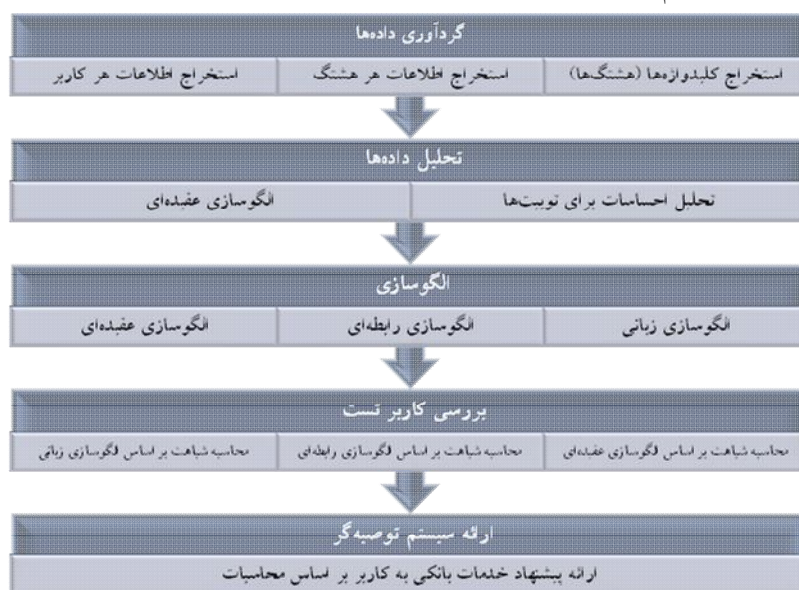 گردآوری داده‌ها
استخراج کلیدواژه‌ها (هشتگ‌ها) استخراج اطلاعات هر هشتگ استخراج اطلاعات هر کاربر
تحلیل داده‌ها
تحلیل احساسات برای توییت‌ها الگوسازی عقیده‌ای
الگوسازی
الگوسازی زبانی الگوسازی رابطه‌ای الگوسازی عقیده‌ای
بررسی کاربر تست
محاسبه شباهت بر اساس الگوسازی عقیده‌ای محاسبه شباهت بر اساس الگوسازی رابطه‌ای محاسبه شباهت بر اساس الگوسازی زبانی
ارائه سیستم توصیه‌گر
ارائه پیشنهاد خدمات بانکی به کاربر بر اساس محاسبات